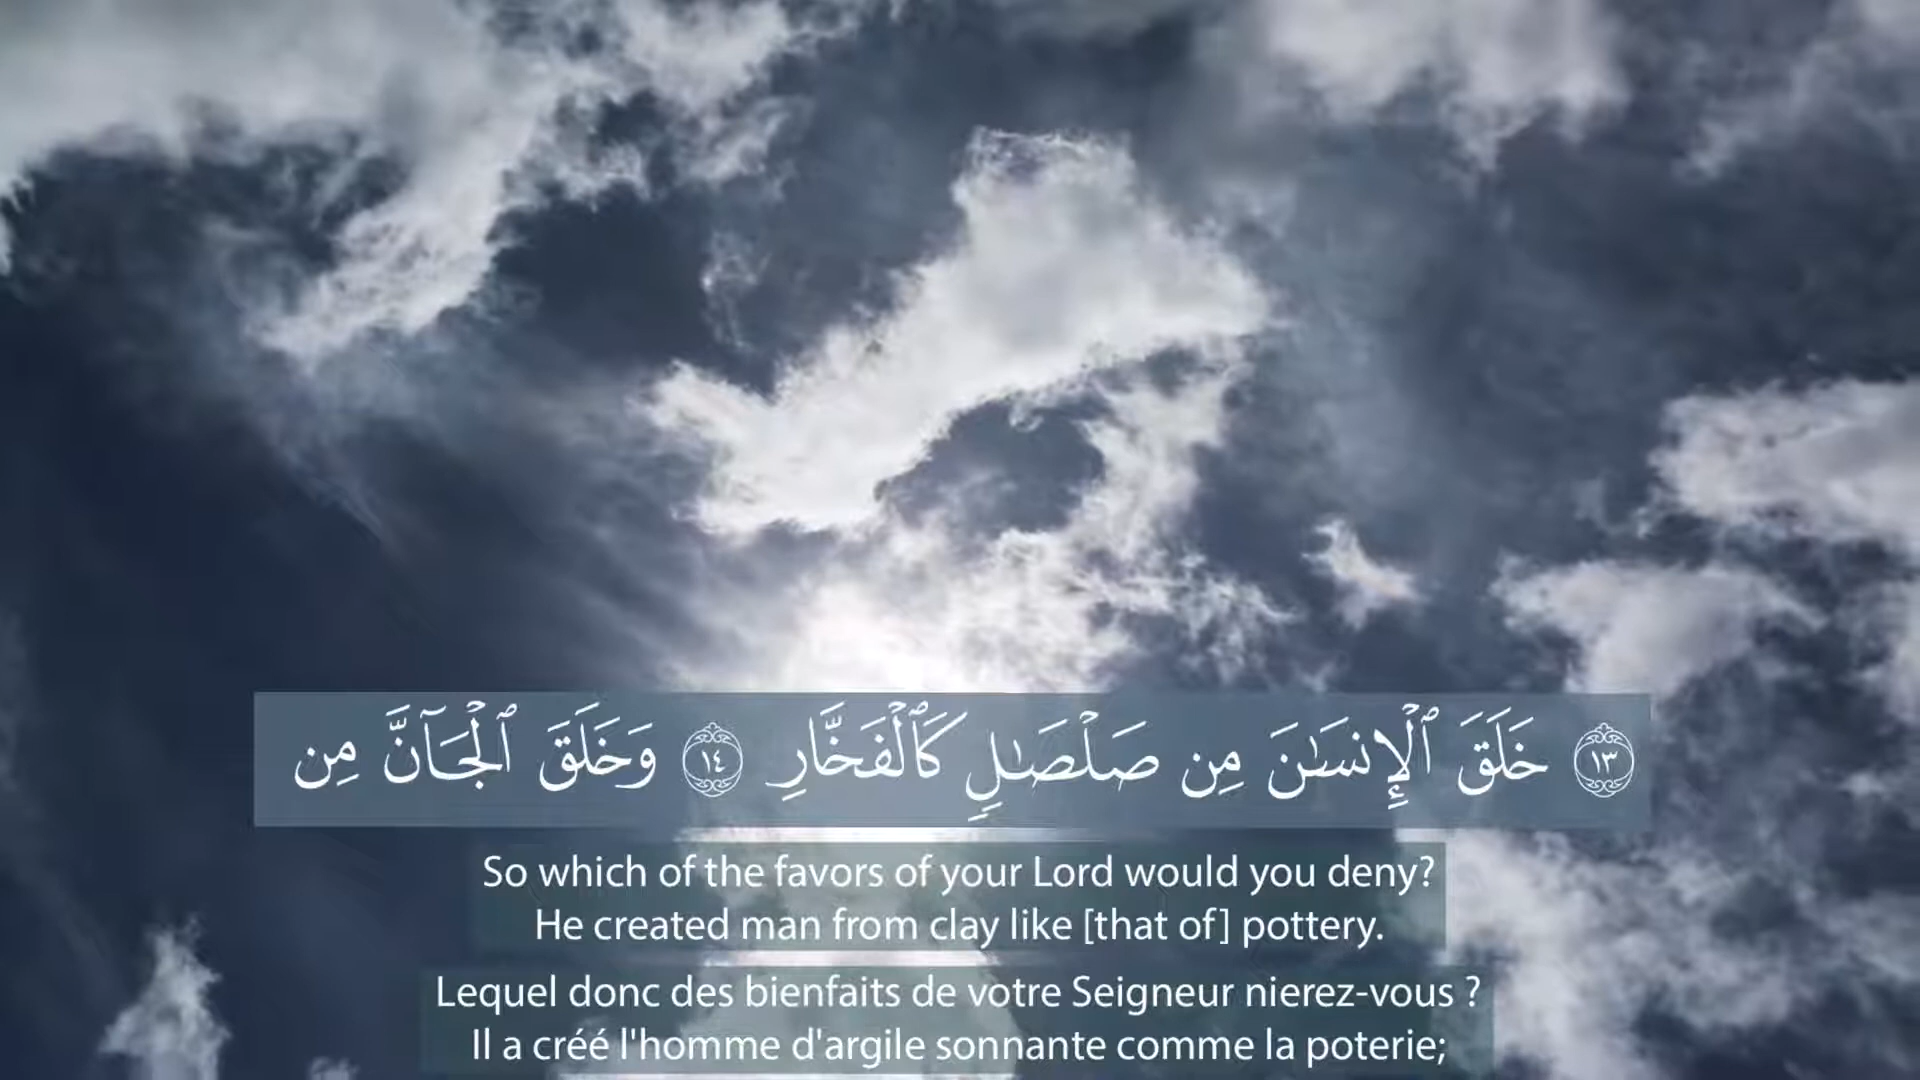 ١٣ خَلَقَ ٱلْإِنسَـٰنَ مِن صَلْصَـٰلٍ كَٱلْفَخَّارِ ١٤ وَخَلَقَ ٱلْجَآنَّ مِن
So which of the favors of your Lord would you deny?
He created man from clay like [that of] pottery.
Lequel donc des bienfaits de votre Seigneur nierez-vous ?
Il a créé l'homme d'argile sonnante comme la poterie;